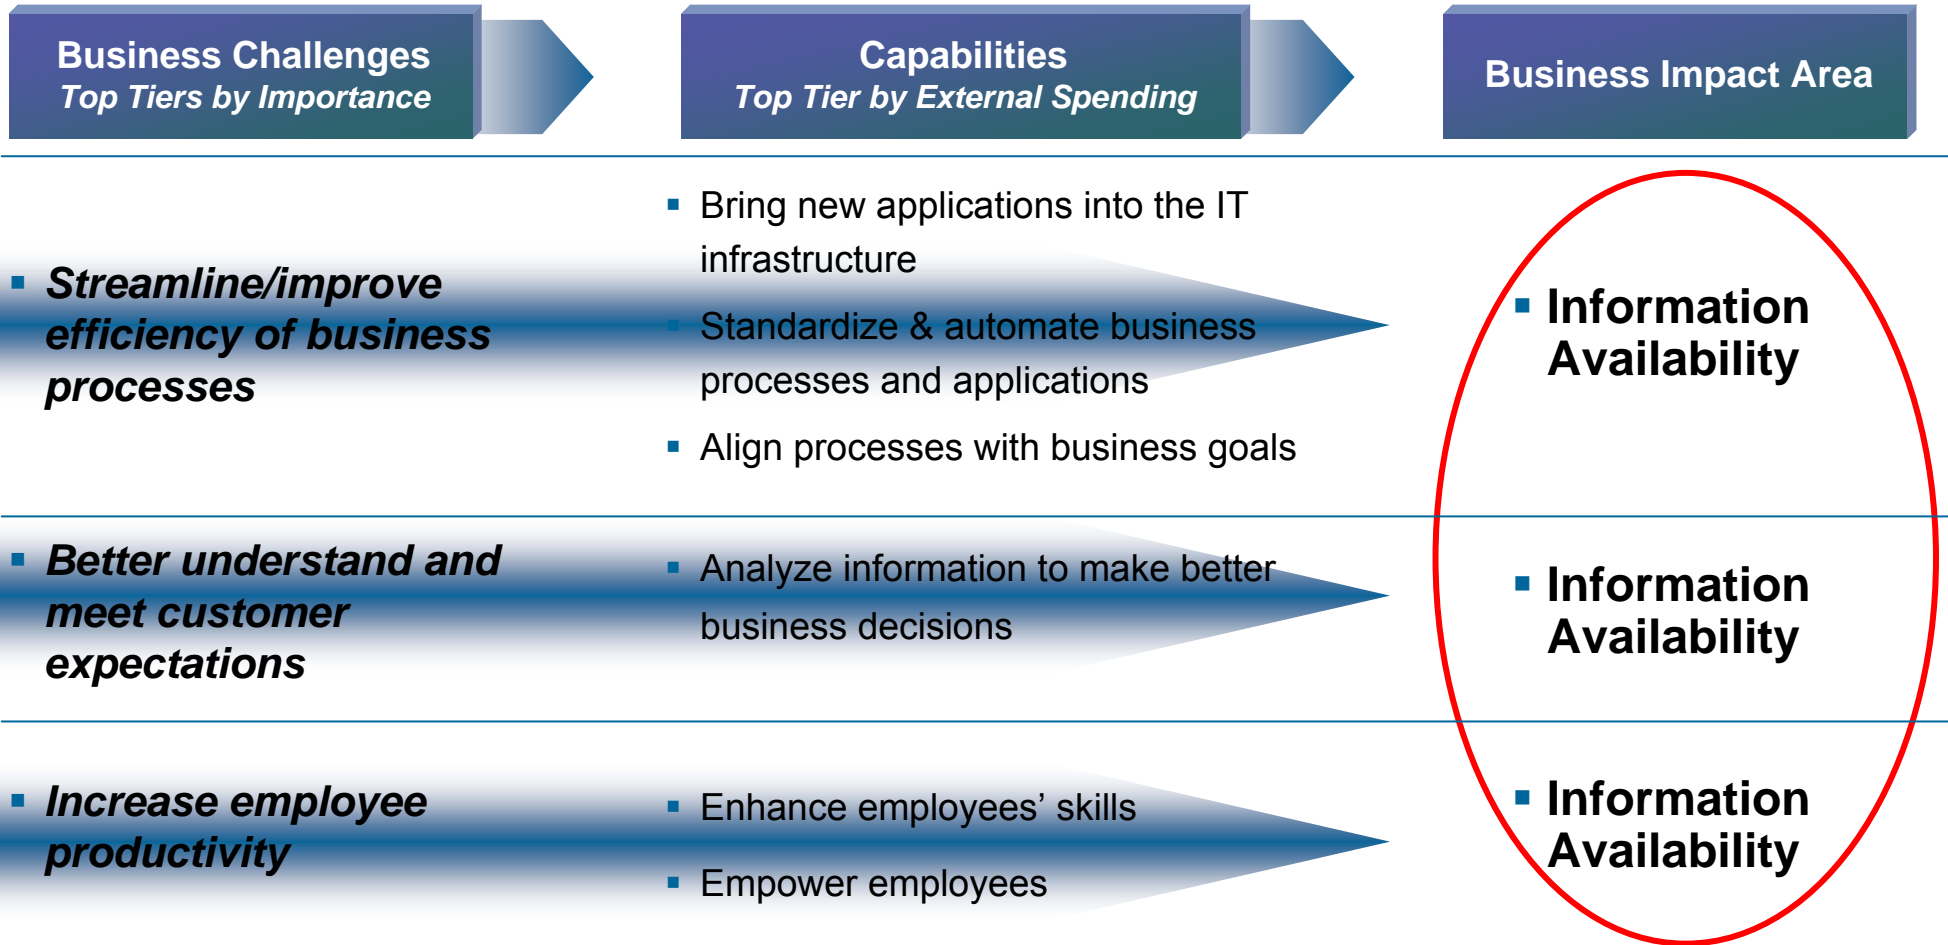 Business Challenges
Top Tiers by Importance
Capabilities
Top Tier by External Spending
Business Impact Area
▪ Streamline/improve
efficiency of business
processes
▪ Bring new applications into the IT
infrastructure
▪ Standardize & automate business
processes and applications
▪ Align processes with business goals
▪ Information
Availability
▪ Better understand and
meet customer
expectations
▪ Analyze information to make better
business decisions
▪ Information
Availability
▪ Increase employee
productivity
▪ Enhance employees’ skills
▪ Empower employees
▪ Information
Availability